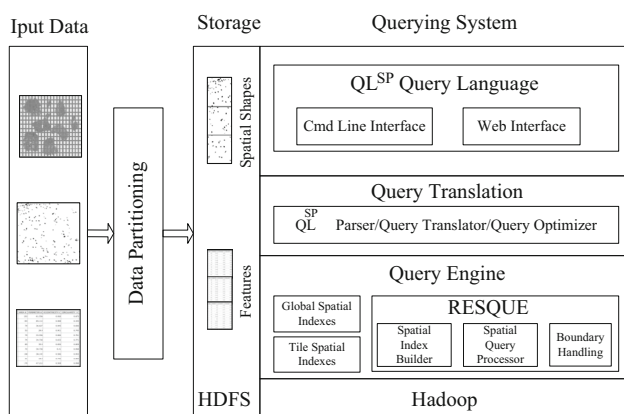 Iput Data
Storage
Querying System
Data Partitioning
Spatial Shapes
Features
HDFS
QL^SP Query Language
Cmd Line Interface
Web Interface
Query Translation
QL^SP Parser/Query Translator/Query Optimizer
Query Engine
Global Spatial
Indexes
Tile Spatial
Indexes
RESQUE
Spatial
Index
Builder
Spatial
Query
Processor
Boundary
Handling
Hadoop